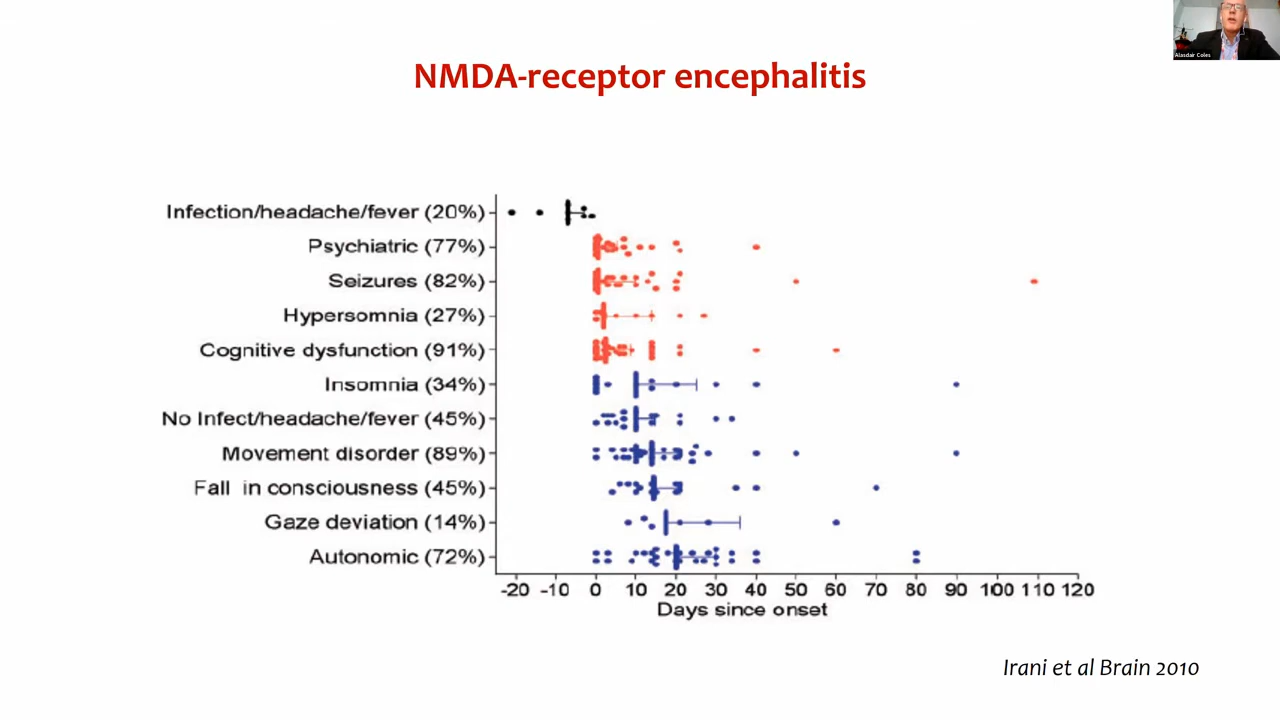 Alasdair Coles
NMDA-receptor encephalitis
Infection/headache/fever (20%)
Psychiatric (77%)
Seizures (82%)
Hypersomnia (27%)
Cognitive dysfunction (91%)
Insomnia (34%)
No Infect/headache/fever (45%)
Movement disorder (89%)
Fall in consciousness (45%)
Gaze deviation (14%)
Autonomic (72%)
-20 -10 0 10 20 30 40 50 60 70 80 90 100 110 120
Days since onset
Irani et al Brain 2010